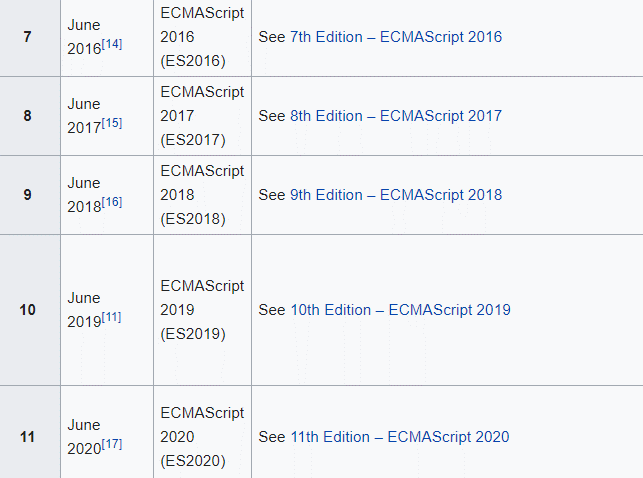 7
June
2016[14]
ECMAScript
2016
(ES2016)
See 7th Edition – ECMAScript 2016
8
June
2017[15]
ECMAScript
2017
(ES2017)
See 8th Edition – ECMAScript 2017
9
June
2018[16]
ECMAScript
2018
(ES2018)
See 9th Edition – ECMAScript 2018
10
June
2019[11]
ECMAScript
2019
(ES2019)
See 10th Edition – ECMAScript 2019
11
June
2020[17]
ECMAScript
2020
(ES2020)
See 11th Edition – ECMAScript 2020